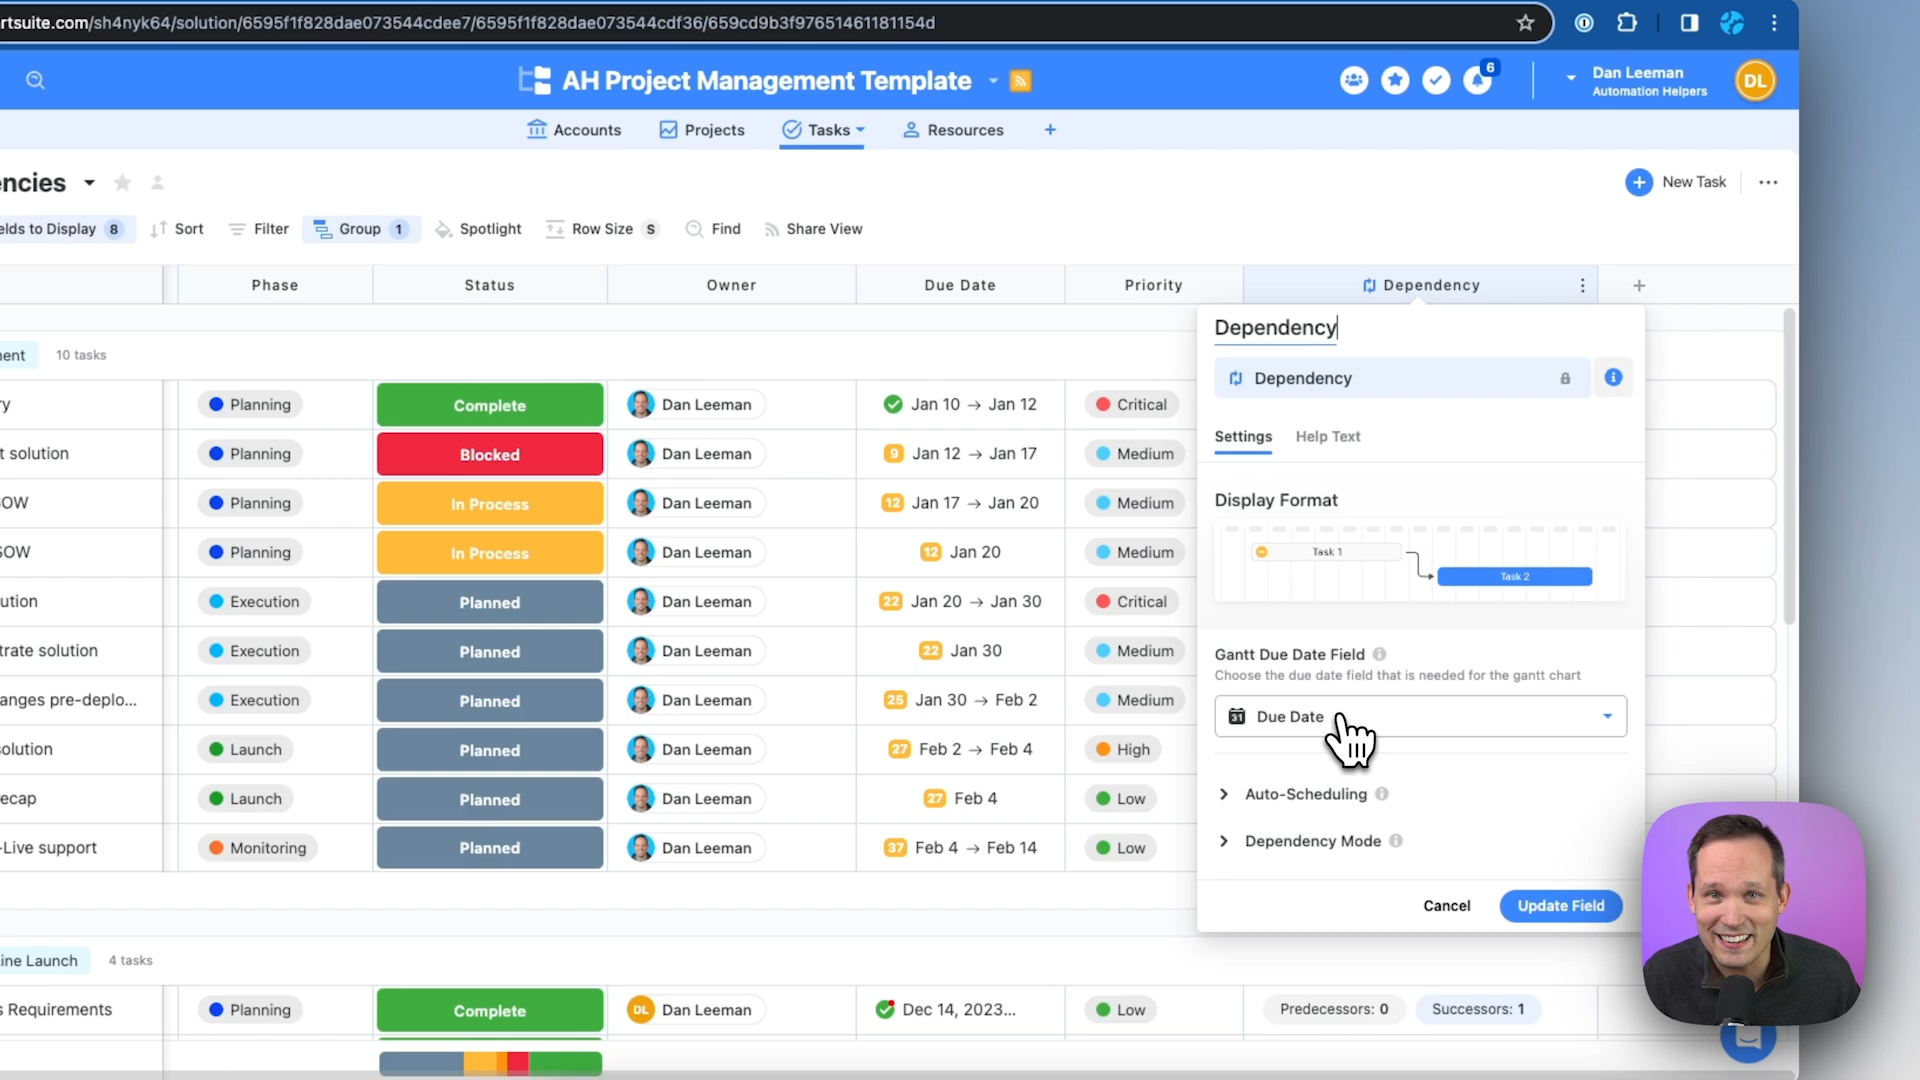 rtsuite.com/sh4nyk64/solution/6595f1f828dae073544cdee7/6595f1f828dae073544cdf36/659cd9b3f9765146118 1154d
AH Project Management Template
6
Dan Leeman
Automation Helpers
DL
Accounts Projects Tasks Resources +
encies
New Task
elds to Display 8 Sort Filter Group 1 Spotlight Row Size S Find Share View
Phase Status Owner Due Date Priority Dependency +
ent 10 tasks
y Planning Complete Dan Leeman Jan 10 → Jan 12 Critical
t solution Planning Blocked Dan Leeman 9 Jan 12 → Jan 17 Medium
SOW Planning In Process Dan Leeman 12 Jan 17 → Jan 20 Medium
SOW Planning In Process Dan Leeman 12 Jan 20 Medium
ution Execution Planned Dan Leeman 22 Jan 20 → Jan 30 Critical
trate solution Execution Planned Dan Leeman 22 Jan 30 Medium
anges pre-deplo... Execution Planned Dan Leeman 25 Jan 30 → Feb 2 Medium
solution Launch Planned Dan Leeman 27 Feb 2 → Feb 4 High
ecap Launch Planned Dan Leeman 27 Feb 4 Low
-Live support Monitoring Planned Dan Leeman 37 Feb 4 → Feb 14 Low
ine Launch 4 tasks
s Requirements Planning Complete DL Dan Leeman Dec 14, 2023... Low Predecessors: 0 Successors: 1
Dependency
Dependency
Settings Help Text
Display Format
Task 1
Task 2
Gantt Due Date Field
Choose the due date field that is needed for the gantt chart
31 Due Date
Auto-Scheduling
Dependency Mode
Cancel Update Field